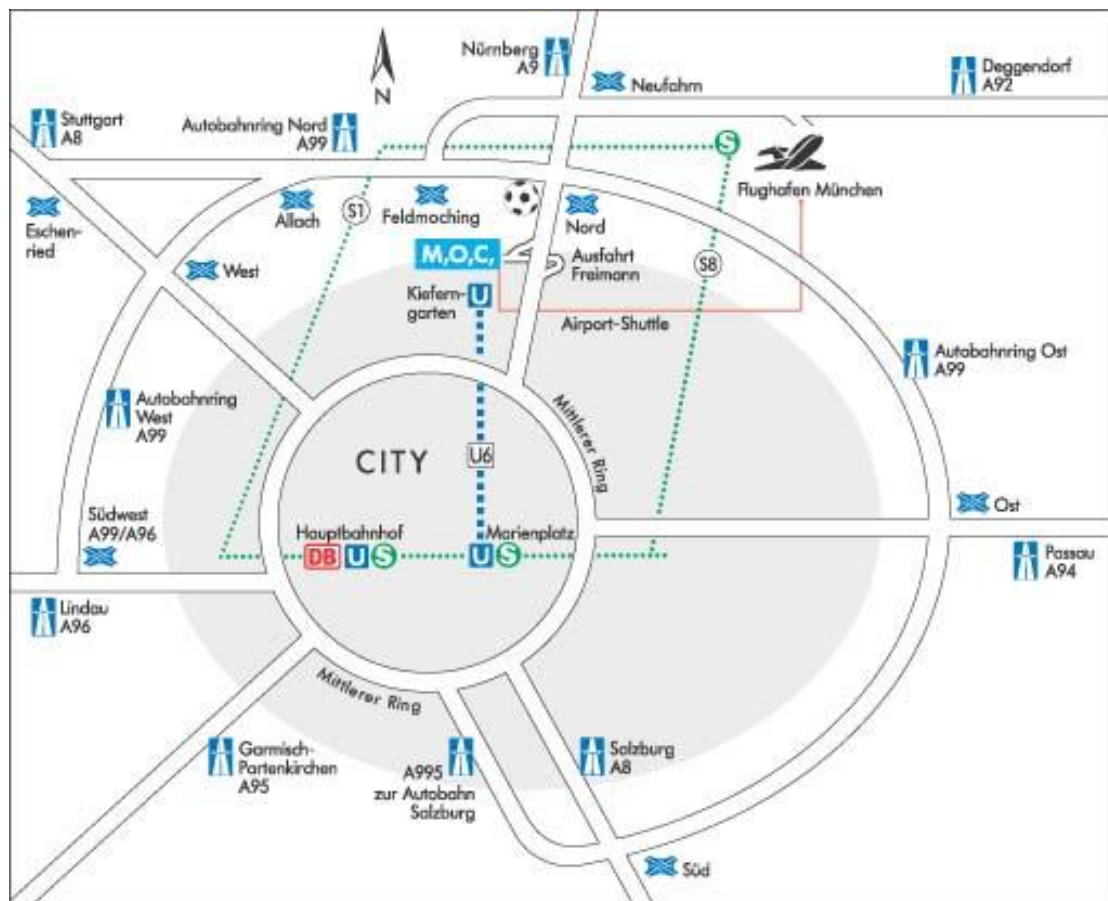 Nürnberg
A9
Neufahrn
Deggendorf
A92
N
Stuttgart
A8
Autobahnring Nord
A99
S
Flughafen München
Eschen-
ried
Allach
S1
Feldmoching
Nord
West
M,O,C,
Ausfahrt
Freimann
S8
Kiefern-
garten
U
Airport-Shuttle
Autobahnring Ost
A99
Autobahnring
West
A99
Mittlerer Ring
CITY
U6
Südwest
A99/A96
Hauptbahnhof
DB U S
Marienplatz
U S
Ost
Passau
A94
Lindau
A96
Mittlerer Ring
Garmisch-
Partenkirchen
A95
A995
zur Autobahn
Salzburg
Salzburg
A8
Süd